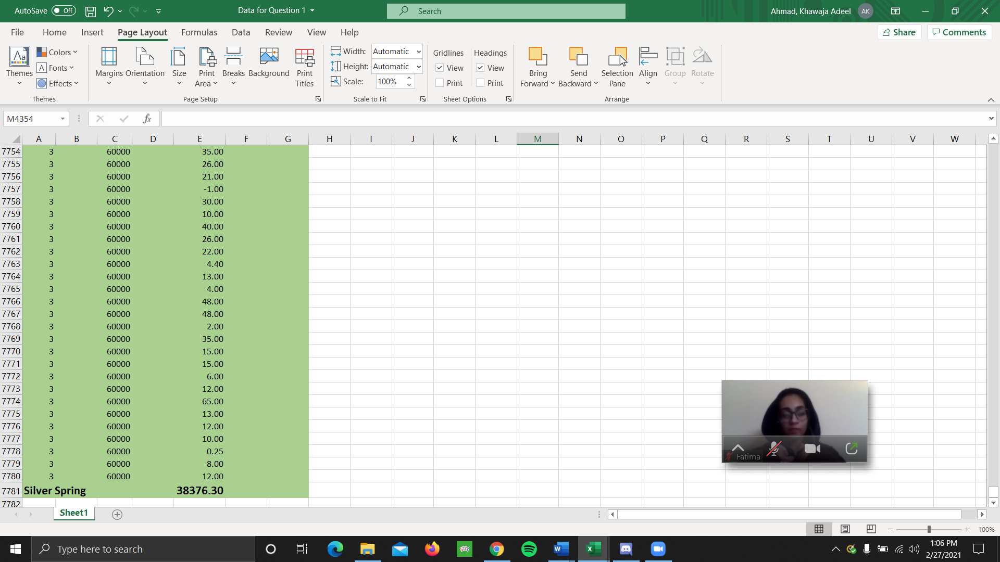 AutoSave Off Data for Question 1 Search Ahmad, Khawaja Adeel AK
File Home Insert Page Layout Formulas Data Review View Help Share Comments
Themes Colors Fonts Effects Margins Orientation Size Print Area Breaks Background Print Titles Width: Automatic Height: Automatic Scale: 100% Gridlines View Print Headings View Print Bring Forward Send Backward Selection Pane Align Group Rotate
Themes Page Setup Scale to Fit Sheet Options Arrange
M4354 fx
A B C D E F G H I J K L M N O P Q R S T U V W
7754 3 60000 35.00
7755 3 60000 26.00
7756 3 60000 21.00
7757 3 60000 -1.00
7758 3 60000 30.00
7759 3 60000 10.00
7760 3 60000 40.00
7761 3 60000 26.00
7762 3 60000 22.00
7763 3 60000 4.40
7764 3 60000 13.00
7765 3 60000 4.00
7766 3 60000 48.00
7767 3 60000 48.00
7768 3 60000 2.00
7769 3 60000 35.00
7770 3 60000 15.00
7771 3 60000 15.00
7772 3 60000 6.00
7773 3 60000 12.00
7774 3 60000 65.00
7775 3 60000 13.00
7776 3 60000 12.00
7777 3 60000 10.00
7778 3 60000 0.25
7779 3 60000 8.00
7780 3 60000 12.00
7781 Silver Spring 38376.30
7782
Fatima
Sheet1
100%
Type here to search 1:06 PM
2/27/2021